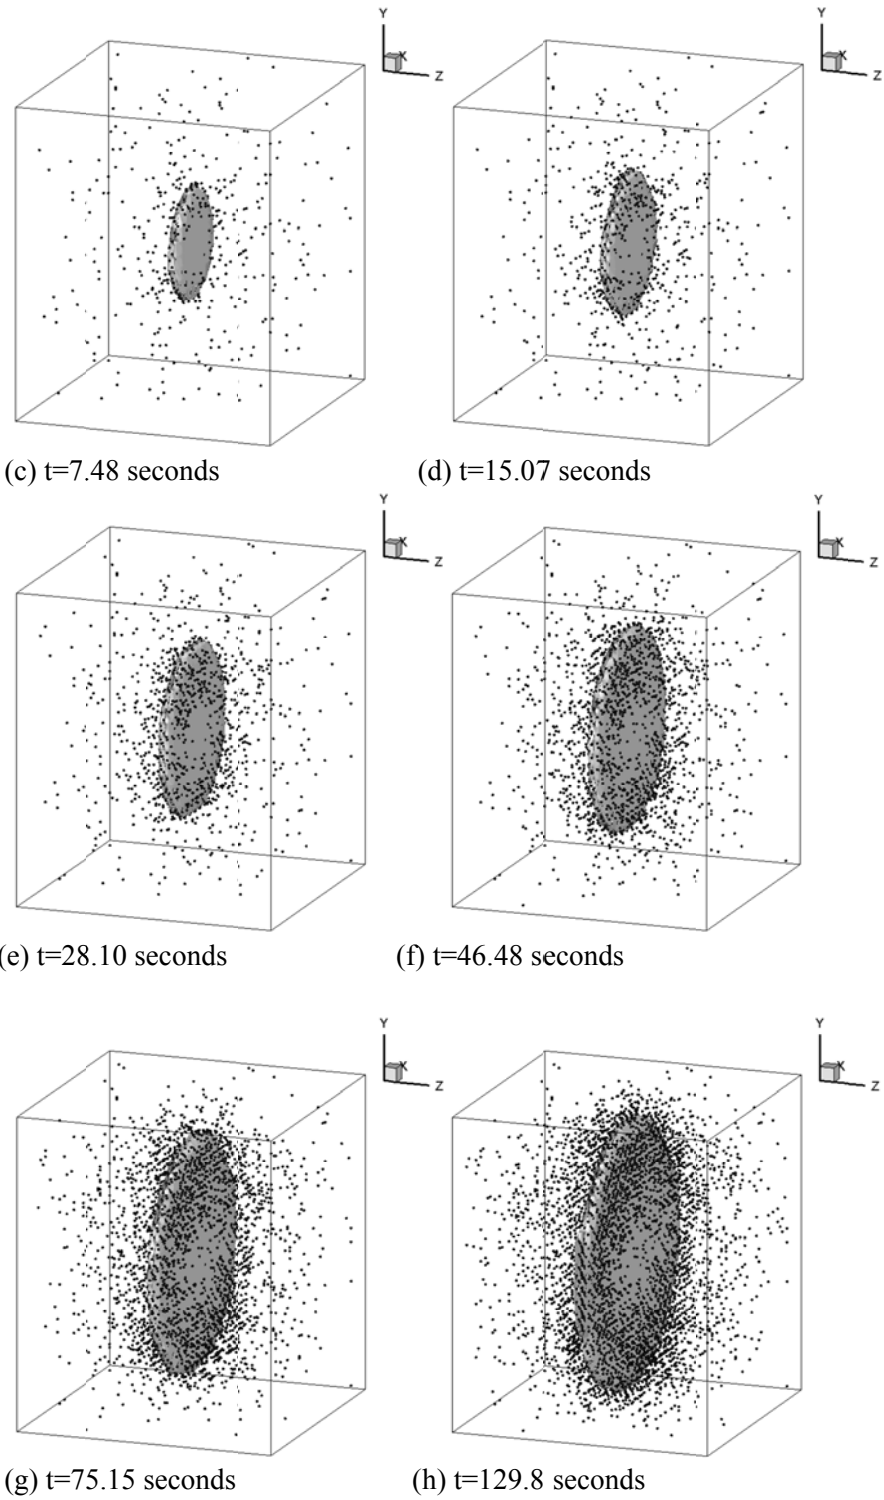 Y
X
Z
Y
X
Z
(c) t=7.48 seconds
(d) t=15.07 seconds
Y
X
Z
Y
X
Z
(e) t=28.10 seconds
(f) t=46.48 seconds
Y
X
Z
Y
X
Z
(g) t=75.15 seconds
(h) t=129.8 seconds